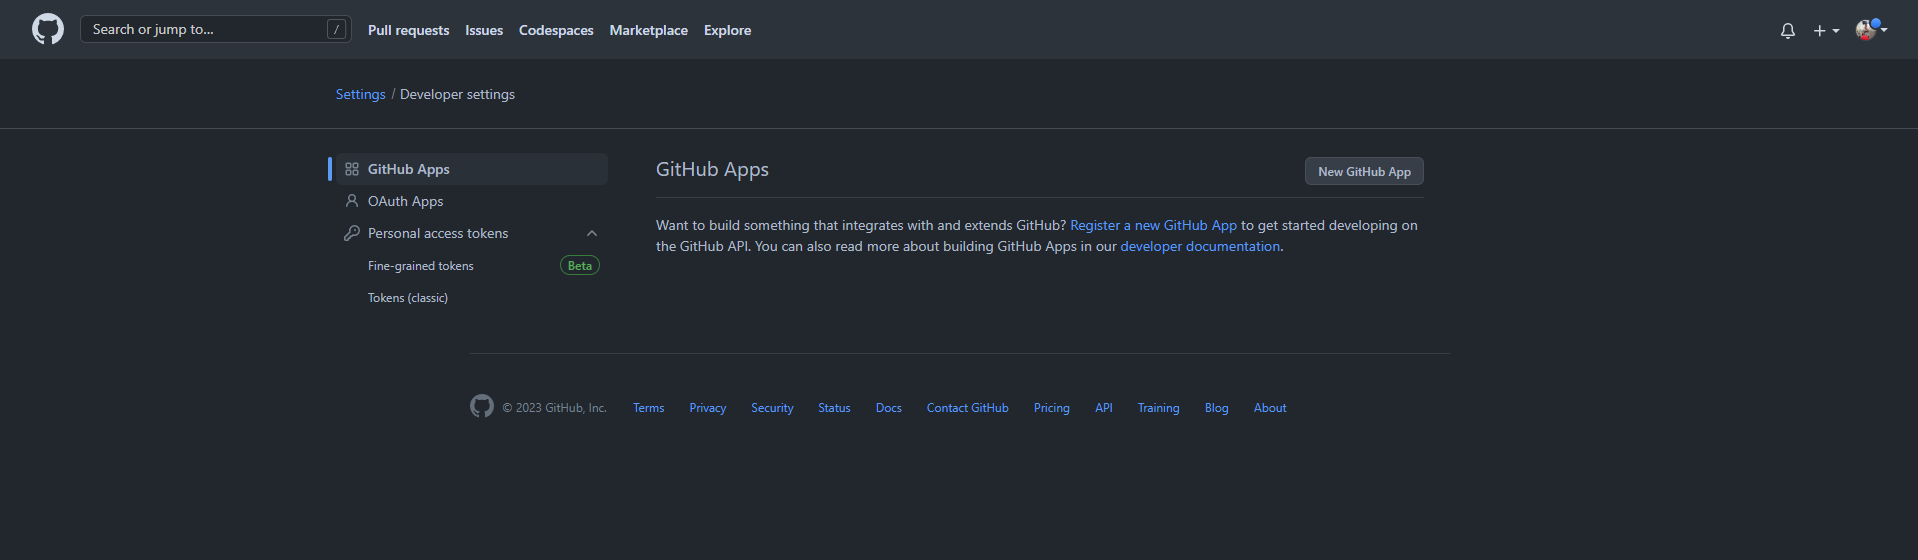 Search or jump to... / Pull requests Issues Codespaces Marketplace Explore
Settings / Developer settings
GitHub Apps
OAuth Apps
Personal access tokens
Fine-grained tokens Beta
Tokens (classic)
GitHub Apps New GitHub App
Want to build something that integrates with and extends GitHub? Register a new GitHub App to get started developing on
the GitHub API. You can also read more about building GitHub Apps in our developer documentation.
© 2023 GitHub, Inc. Terms Privacy Security Status Docs Contact GitHub Pricing API Training Blog About